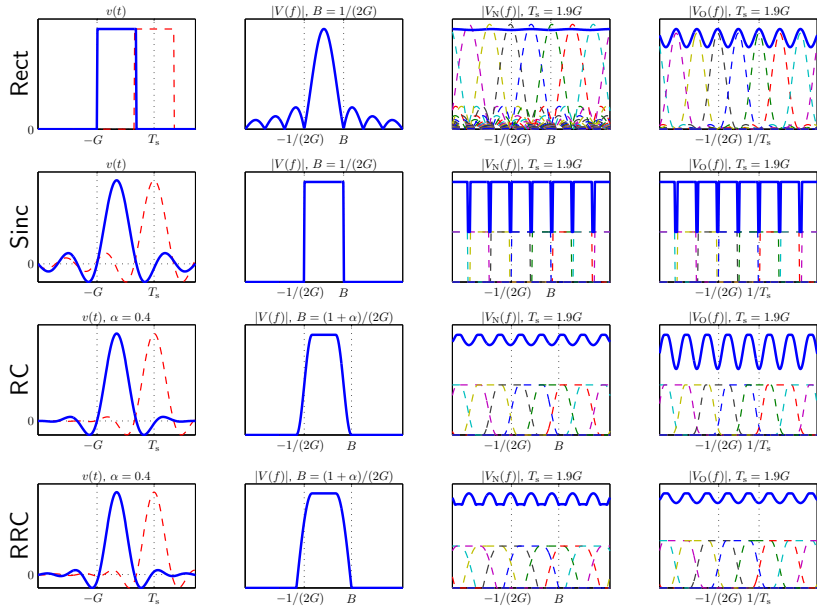 v(t)
|V(f)|, B = 1/(2G)
|V_N(f)|, T_s = 1.9G
|V_O(f)|, T_s = 1.9G
Rect
0
−G
T_s
−1/(2G)
B
−1/(2G)
B
−1/(2G) 1/T_s
v(t)
|V(f)|, B = 1/(2G)
|V_N(f)|, T_s = 1.9G
|V_O(f)|, T_s = 1.9G
Sinc
0
−G
T_s
−1/(2G)
B
−1/(2G)
B
−1/(2G) 1/T_s
v(t), α = 0.4
|V(f)|, B = (1 + α)/(2G)
|V_N(f)|, T_s = 1.9G
|V_O(f)|, T_s = 1.9G
RC
0
−G
T_s
−1/(2G)
B
−1/(2G)
B
−1/(2G) 1/T_s
v(t), α = 0.4
|V(f)|, B = (1 + α)/(2G)
|V_N(f)|, T_s = 1.9G
|V_O(f)|, T_s = 1.9G
RRC
0
−G
T_s
−1/(2G)
B
−1/(2G)
B
−1/(2G) 1/T_s